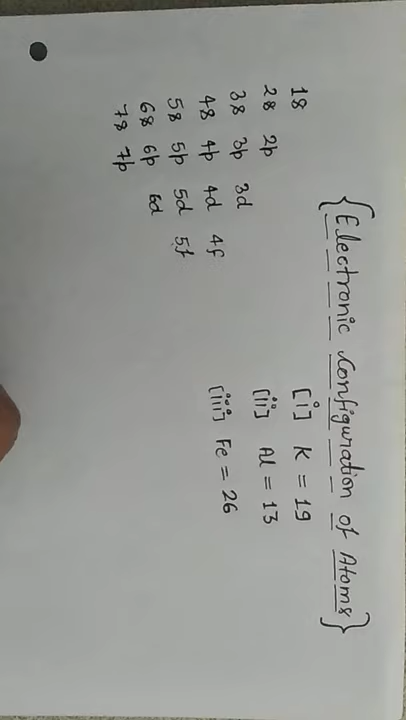 {Electronic Configuration of Atoms}
1s
2s 2p
3s 3p 3d
4s 4p 4d 4f
5s 5p 5d 5f
6s 6p 6d
7s 7p
[i] K = 19
[ii] Al = 13
[iii] Fe = 26